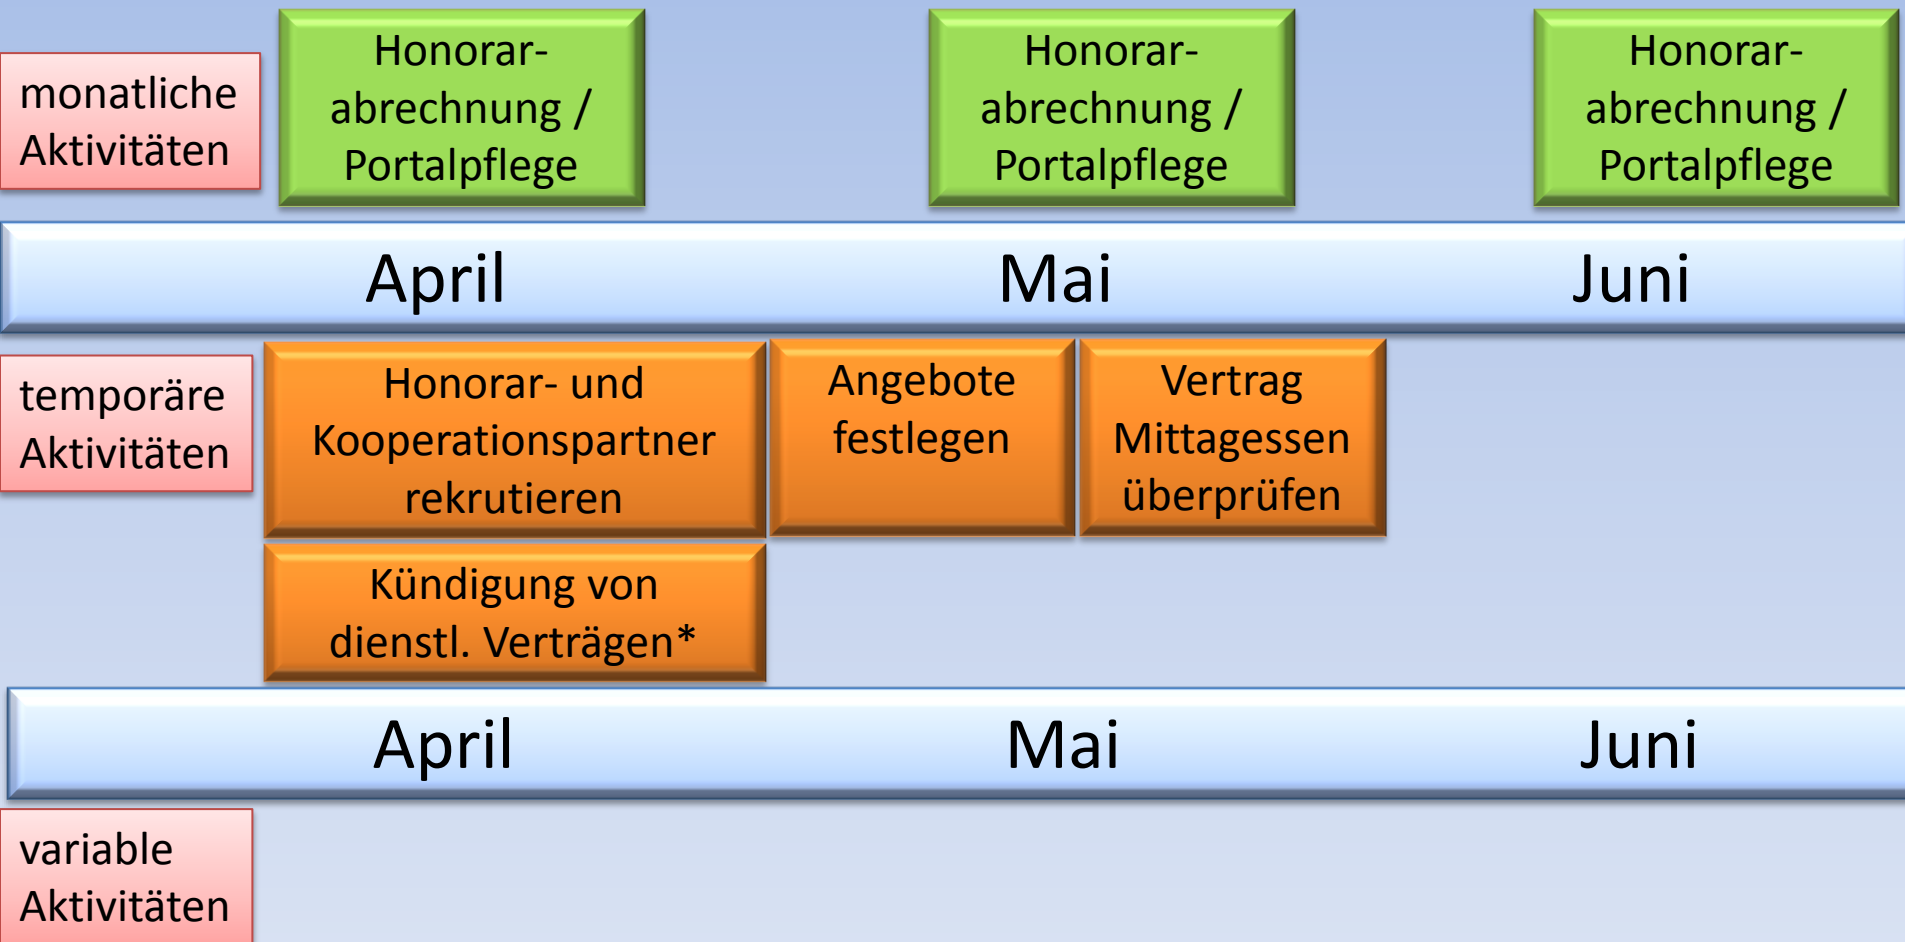 monatliche
Aktivitäten
Honorar-
abrechnung /
Portalpflege
Honorar-
abrechnung /
Portalpflege
Honorar-
abrechnung /
Portalpflege
April Mai Juni
temporäre
Aktivitäten
Honorar- und
Kooperationspartner
rekrutieren
Angebote
festlegen
Vertrag
Mittagessen
überprüfen
Kündigung von
dienstl. Verträgen*
April Mai Juni
variable
Aktivitäten